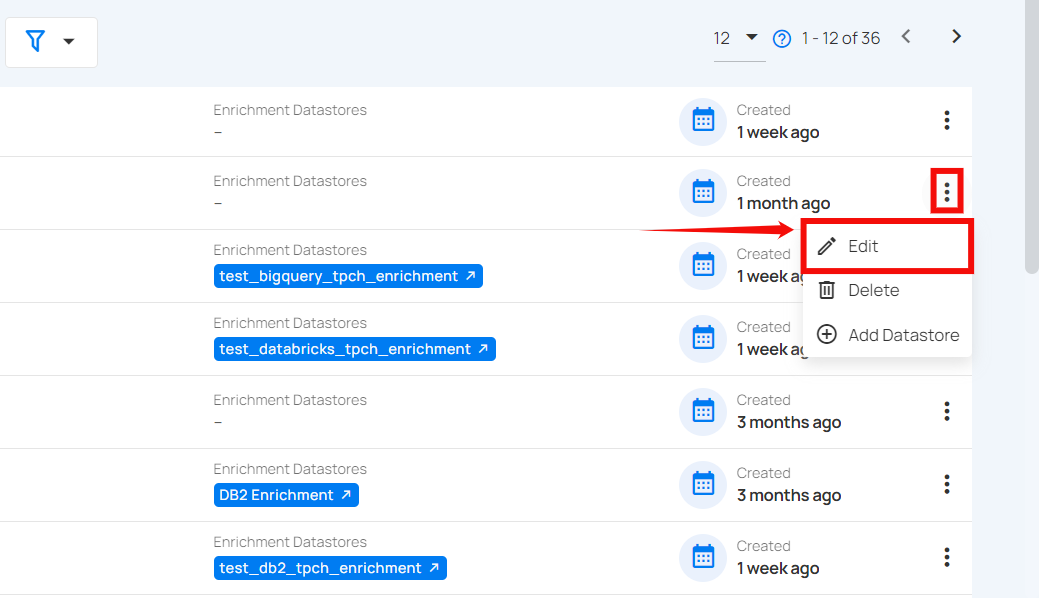 12 1 - 12 of 36
Enrichment Datastores Created
– 1 week ago
Enrichment Datastores Created
– 1 month ago
Edit
Enrichment Datastores Created
test_bigquery_tpch_enrichment 1 week ag
Delete
Enrichment Datastores Created
Add Datastore
test_databricks_tpch_enrichment 1 week ag
Enrichment Datastores Created
– 3 months ago
Enrichment Datastores Created
DB2 Enrichment 3 months ago
Enrichment Datastores Created
test_db2_tpch_enrichment 1 week ago